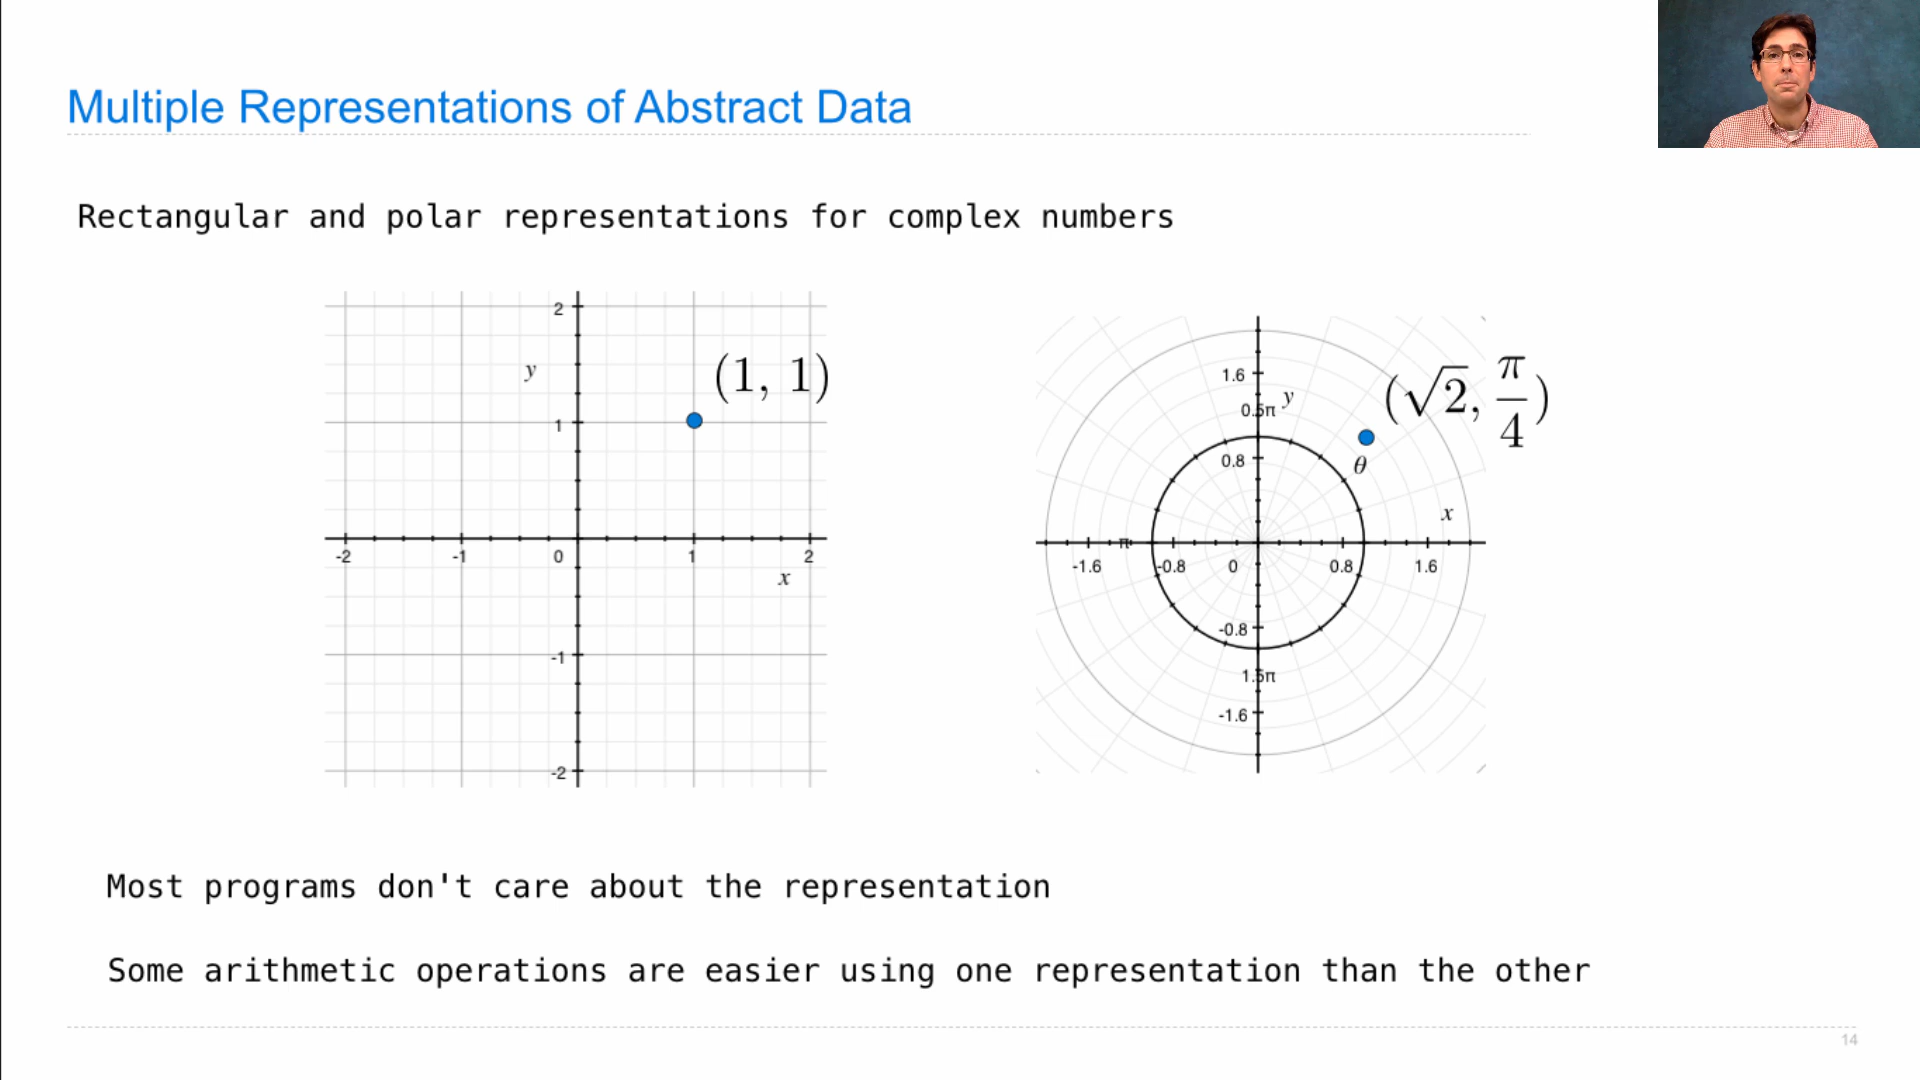 Multiple Representations of Abstract Data
Rectangular and polar representations for complex numbers
2
y
(1, 1)
1
-2 -1 0 1 2
x
-1
-2
1.6
0.5π y
(√2, π/4)
0.8
θ
x
π
-1.6 -0.8 0 0.8 1.6
-0.8
1.5π
-1.6
Most programs don't care about the representation
Some arithmetic operations are easier using one representation than the other
14